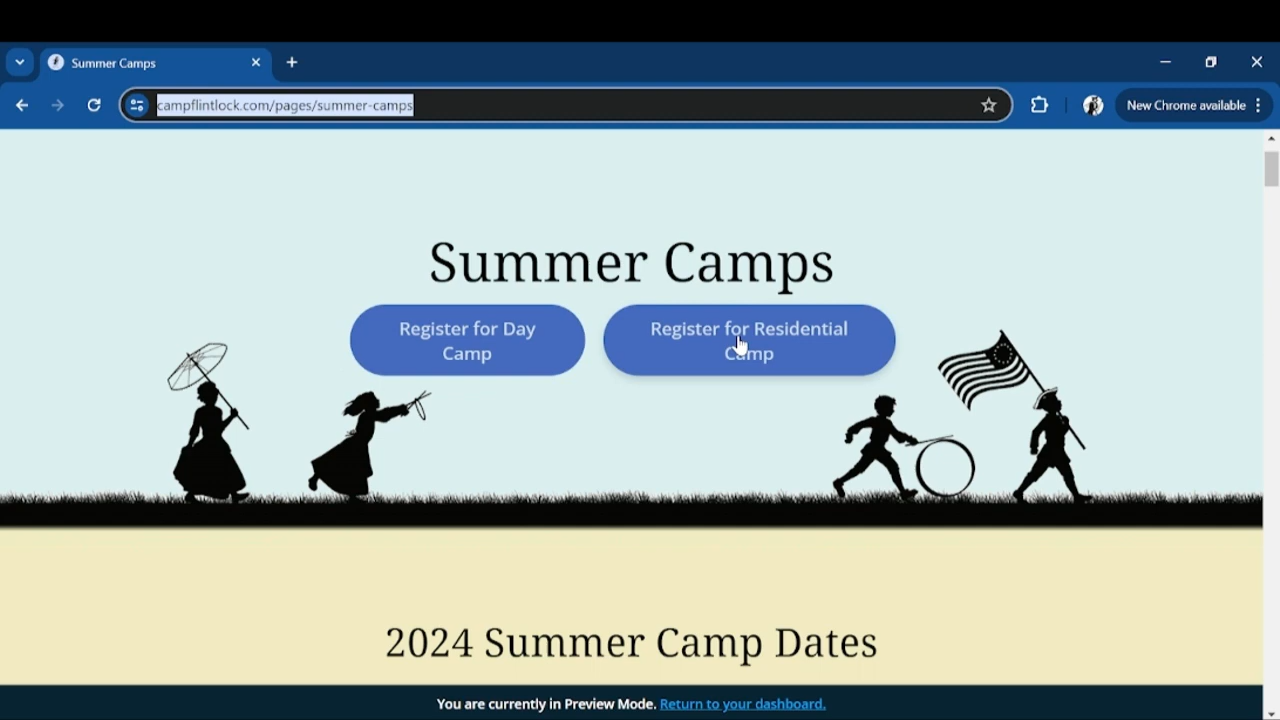 Summer Camps
campflintlock.com/pages/summer-camps
New Chrome available
Summer Camps
Register for Day
Camp
Register for Residential
Camp
2024 Summer Camp Dates
You are currently in Preview Mode. Return to your dashboard.